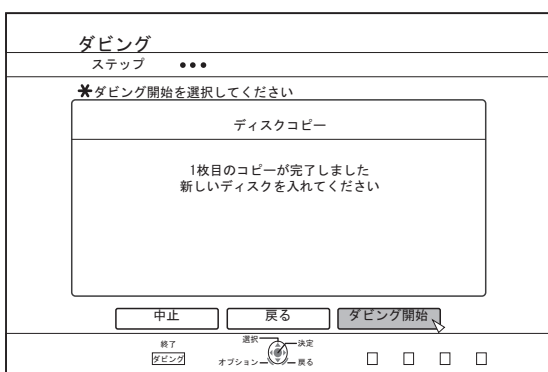 ダビング
ステップ ●●●
✱ダビング開始を選択してください
ディスクコピー
1枚目のコピーが完了しました
新しいディスクを入れてください
中止 戻る ダビング開始
終了 選択 決定
ダビング オプション 戻る